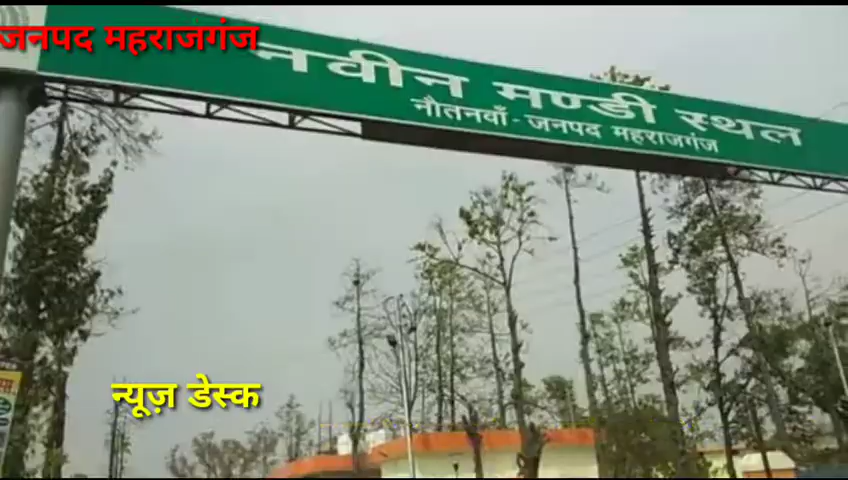 जनपद महराजगंज
नवीन मण्डी स्थल
नौतनवाँ - जनपद महराजगंज
न्यूज़ डेस्क